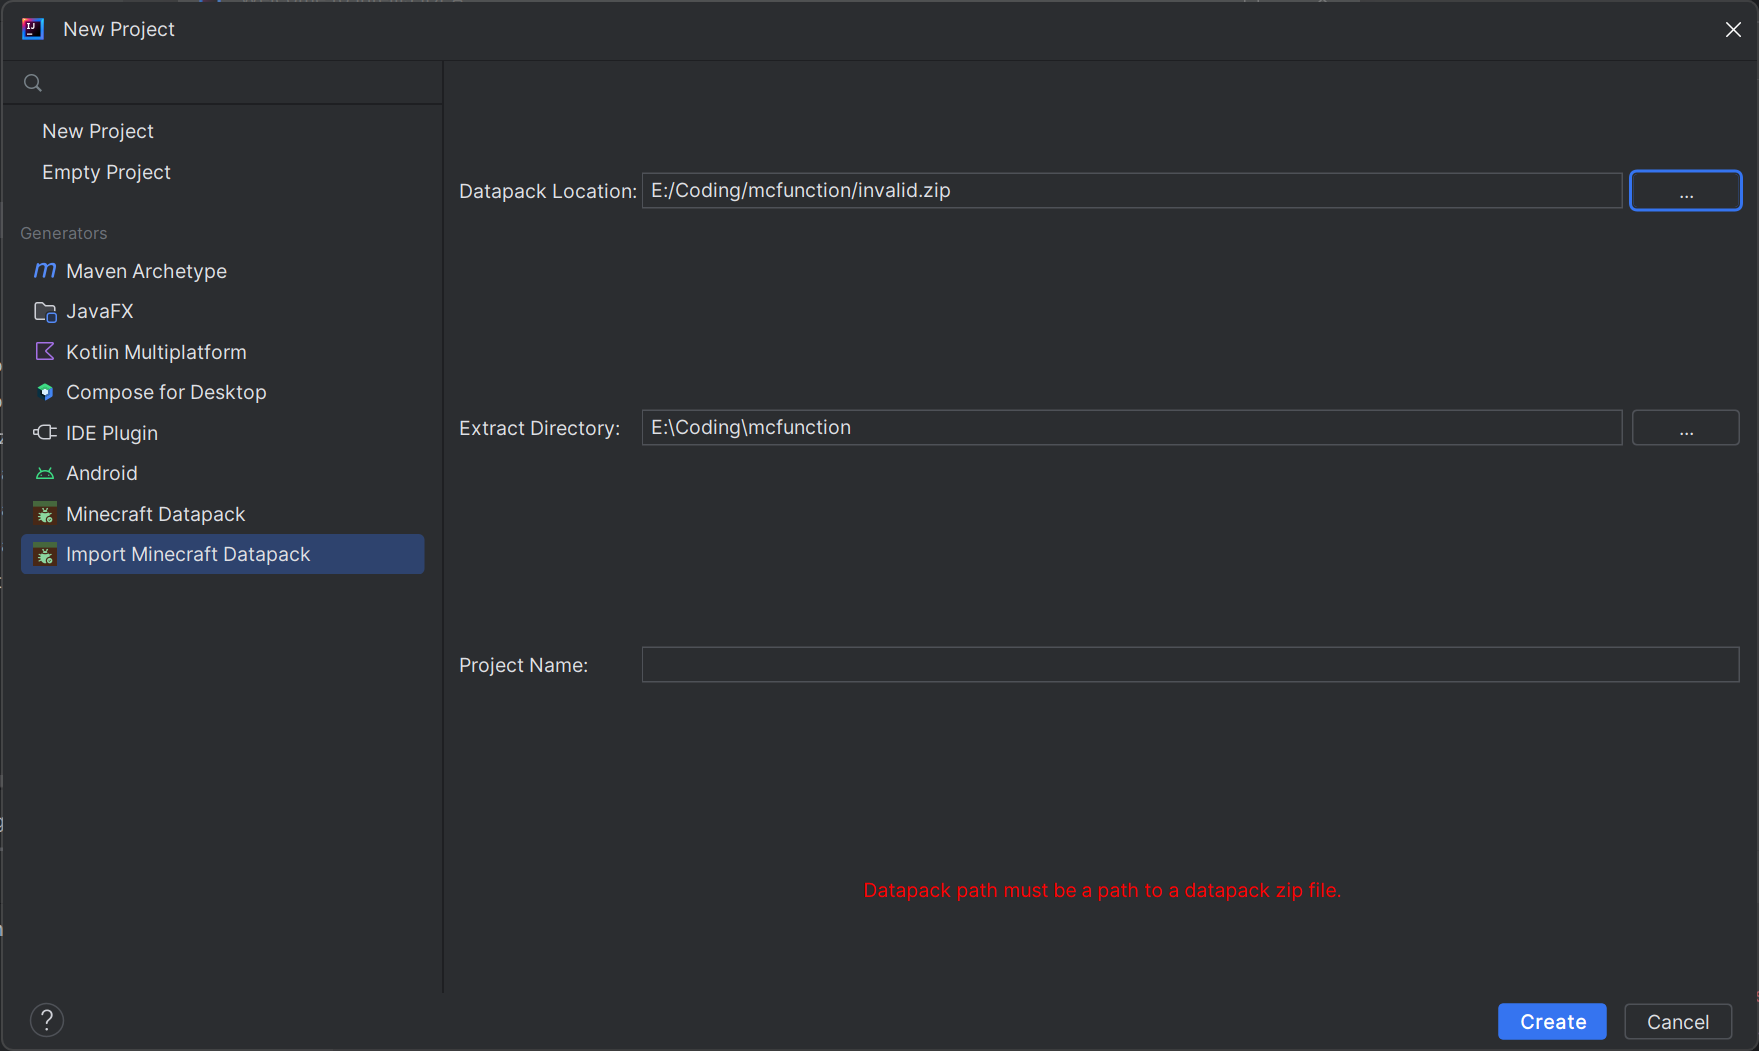 New Project
New Project
Empty Project
Generators
Maven Archetype
JavaFX
Kotlin Multiplatform
Compose for Desktop
IDE Plugin
Android
Minecraft Datapack
Import Minecraft Datapack
Datapack Location: E:/Coding/mcfunction/invalid.zip ...
Extract Directory: E:\Coding\mcfunction ...
Project Name:
Datapack path must be a path to a datapack zip file.
?
Create Cancel